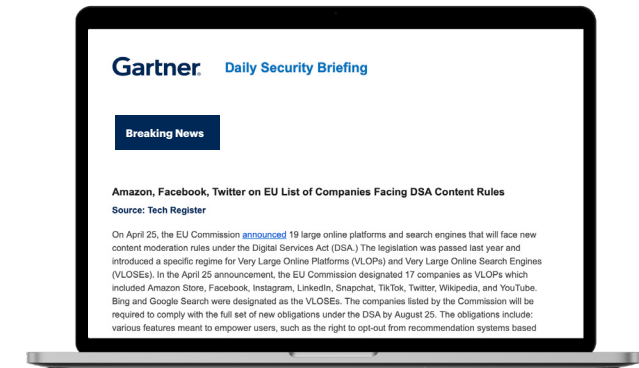 Gartner. Daily Security Briefing
Breaking News
Amazon, Facebook, Twitter on EU List of Companies Facing DSA Content Rules
Source: Tech Register
On April 25, the EU Commission announced 19 large online platforms and search engines that will face new
content moderation rules under the Digital Services Act (DSA.) The legislation was passed last year and
introduced a specific regime for Very Large Online Platforms (VLOPs) and Very Large Online Search Engines
(VLOSEs). In the April 25 announcement, the EU Commission designated 17 companies as VLOPs which
included Amazon Store, Facebook, Instagram, LinkedIn, Snapchat, TikTok, Twitter, Wikipedia, and YouTube.
Bing and Google Search were designated as the VLOSEs. The companies listed by the Commission will be
required to comply with the full set of new obligations under the DSA by August 25. The obligations include:
various features meant to empower users, such as the right to opt-out from recommendation systems based